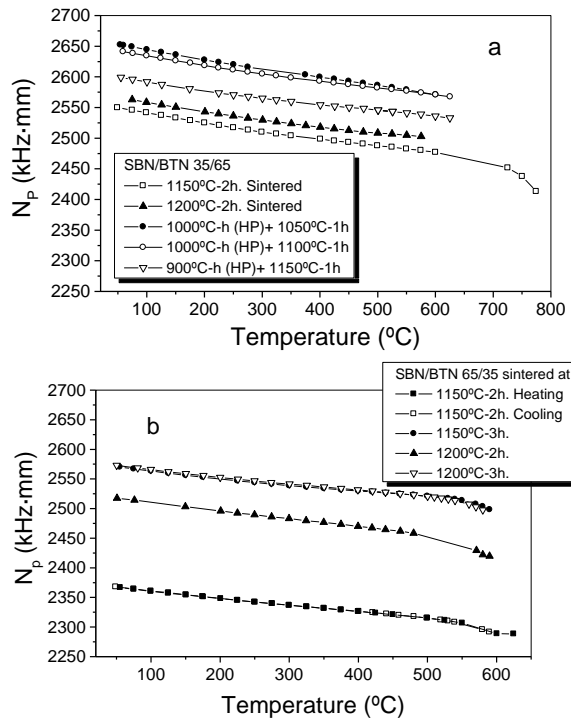 2700
2650
2600
2550
2500
2450
2400
2350
2300
2250
N_P (kHz·mm)
a
SBN/BTN 35/65
1150ºC-2h. Sintered
1200ºC-2h. Sintered
1000ºC-h (HP)+ 1050ºC-1h
1000ºC-h (HP)+ 1100ºC-1h
900ºC-h (HP)+ 1150ºC-1h
100 200 300 400 500 600 700 800
Temperature (ºC)
SBN/BTN 65/35 sintered at
1150ºC-2h. Heating
1150ºC-2h. Cooling
1150ºC-3h.
1200ºC-2h.
1200ºC-3h.
b
2700
2650
2600
2550
2500
2450
2400
2350
2300
2250
N_p (kHz·mm)
100 200 300 400 500 600
Temperature (ºC)